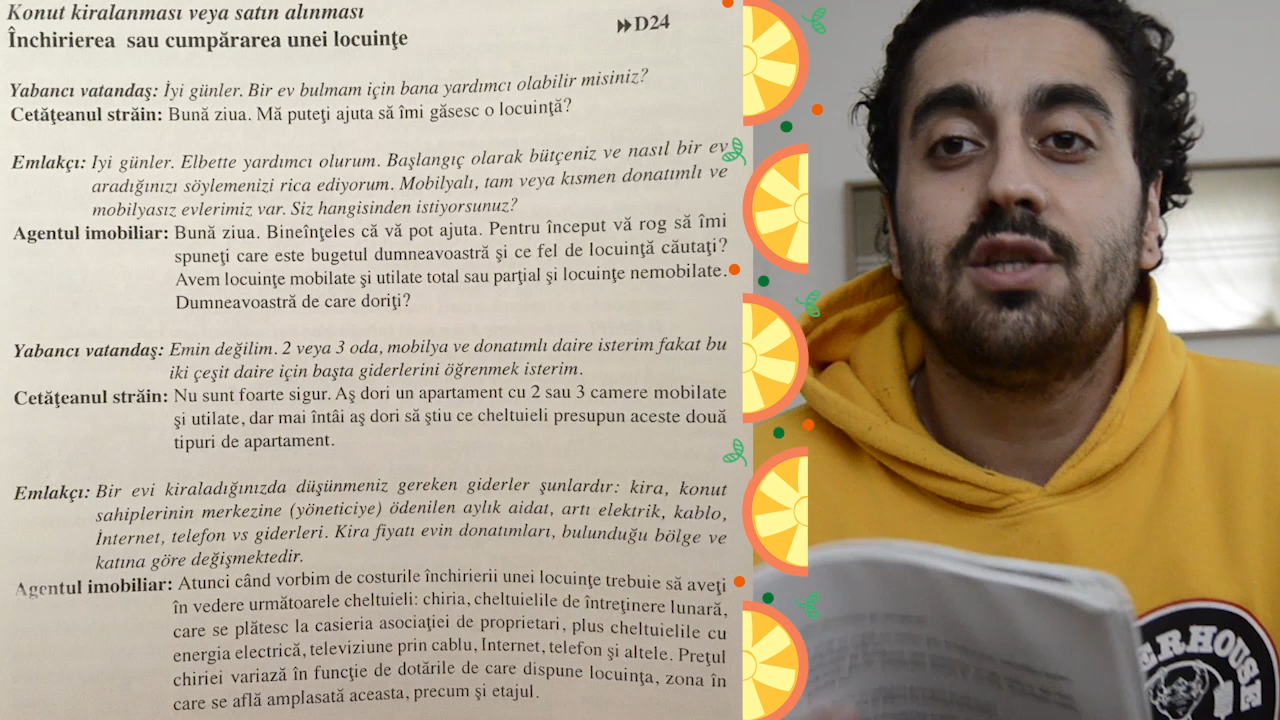 Konut kiralanması veya satın alınması
Închirierea sau cumpărarea unei locuinţe
D24
Yabancı vatandaş: İyi günler. Bir ev bulmam için bana yardımcı olabilir misiniz?
Cetăţeanul străin: Bună ziua. Mă puteţi ajuta să îmi găsesc o locuinţă?
Emlakçı: Iyi günler. Elbette yardımcı olurum. Başlangıç olarak bütçeniz ve nasıl bir ev
aradığınızı söylemenizi rica ediyorum. Mobilyalı, tam veya kısmen donatımlı ve
mobilyasız evlerimiz var. Siz hangisinden istiyorsunuz?
Agentul imobiliar: Bună ziua. Bineînţeles că vă pot ajuta. Pentru început vă rog să îmi
spuneţi care este bugetul dumneavoastră şi ce fel de locuinţă căutaţi?
Avem locuinţe mobilate şi utilate total sau parţial şi locuinţe nemobilate.
Dumneavoastră de care doriţi?
Yabancı vatandaş: Emin değilim. 2 veya 3 oda, mobilya ve donatımlı daire isterim fakat bu
iki çeşit daire için başta giderlerini öğrenmek isterim.
Cetăţeanul străin: Nu sunt foarte sigur. Aş dori un apartament cu 2 sau 3 camere mobilate
şi utilate, dar mai întâi aş dori să ştiu ce cheltuieli presupun aceste două
tipuri de apartament.
Emlakçı: Bir evi kiraladığınızda düşünmeniz gereken giderler şunlardır: kira, konut
sahiplerinin merkezine (yöneticiye) ödenilen aylık aidat, artı elektrik, kablo,
İnternet, telefon vs giderleri. Kira fiyatı evin donatımları, bulunduğu bölge ve
katına göre değişmektedir.
Agentul imobiliar: Atunci când vorbim de costurile închirierii unei locuinţe trebuie să aveţi
în vedere următoarele cheltuieli: chiria, cheltuielile de întreţinere lunară,
care se plătesc la casieria asociaţiei de proprietari, plus cheltuielile cu
energia electrică, televiziune prin cablu, Internet, telefon şi altele. Preţul
chiriei variază în funcţie de dotările de care dispune locuinţa, zona în
care se află amplasată aceasta, precum şi etajul.
ERHOUSE